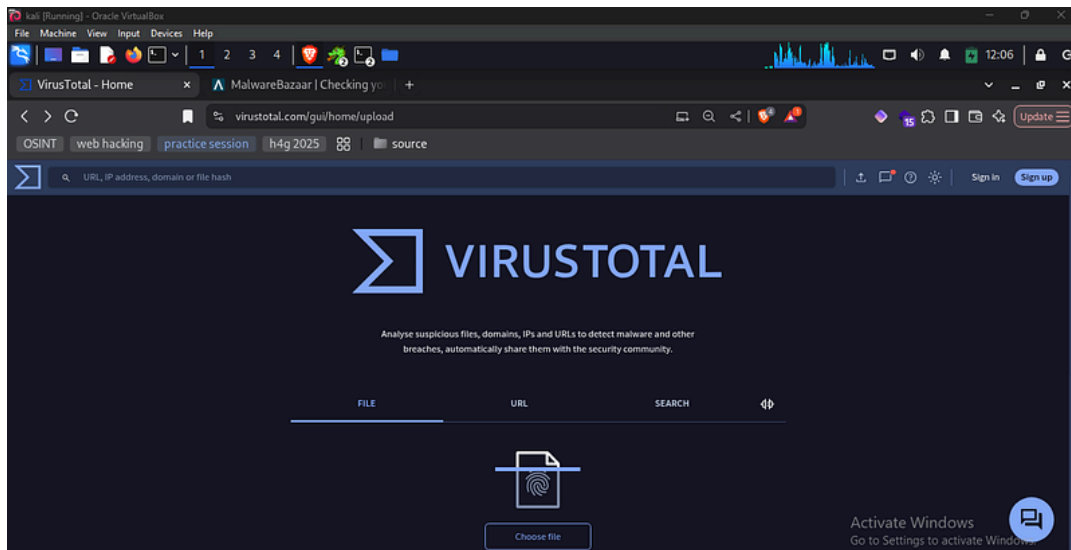 kali [Running] - Oracle VirtualBox
File Machine View Input Devices Help
1 2 3 4 2 2 12:06 G
VirusTotal - Home x MalwareBazaar | Checking yo +
virustotal.com/gui/home/upload 15 Update
OSINT web hacking practice session h4g 2025 source
URL, IP address, domain or file hash Sign in Sign up
VIRUSTOTAL
Analyse suspicious files, domains, IPs and URLs to detect malware and other
breaches, automatically share them with the security community.
FILE URL SEARCH
Choose file
Activate Windows
Go to Settings to activate Windows.